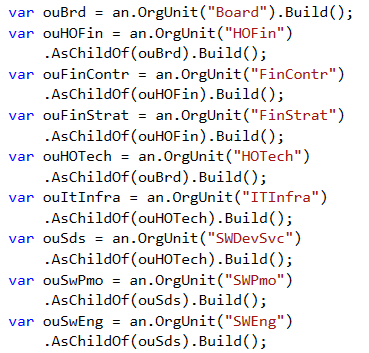 var ouBrd = an.OrgUnit("Board").Build();
var ouHOFin = an.OrgUnit("HOFin")
.AsChildOf(ouBrd).Build();
var ouFinContr = an.OrgUnit("FinContr")
.AsChildOf(ouHOFin).Build();
var ouFinStrat = an.OrgUnit("FinStrat")
.AsChildOf(ouHOFin).Build();
var ouHOTech = an.OrgUnit("HOTech")
.AsChildOf(ouBrd).Build();
var ouItInfra = an.OrgUnit("ITInfra")
.AsChildOf(ouHOTech).Build();
var ouSds = an.OrgUnit("SWDevSvc")
.AsChildOf(ouHOTech).Build();
var ouSwPmo = an.OrgUnit("SWPmo")
.AsChildOf(ouSds).Build();
var ouSwEng = an.OrgUnit("SWEng")
.AsChildOf(ouSds).Build();